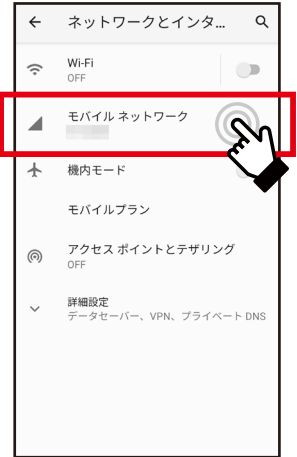 ネットワークとインタ...
Wi-Fi
OFF
モバイル ネットワーク
機内モード
モバイルプラン
アクセス ポイントとテザリング
OFF
詳細設定
データセーバー、VPN、プライベート DNS